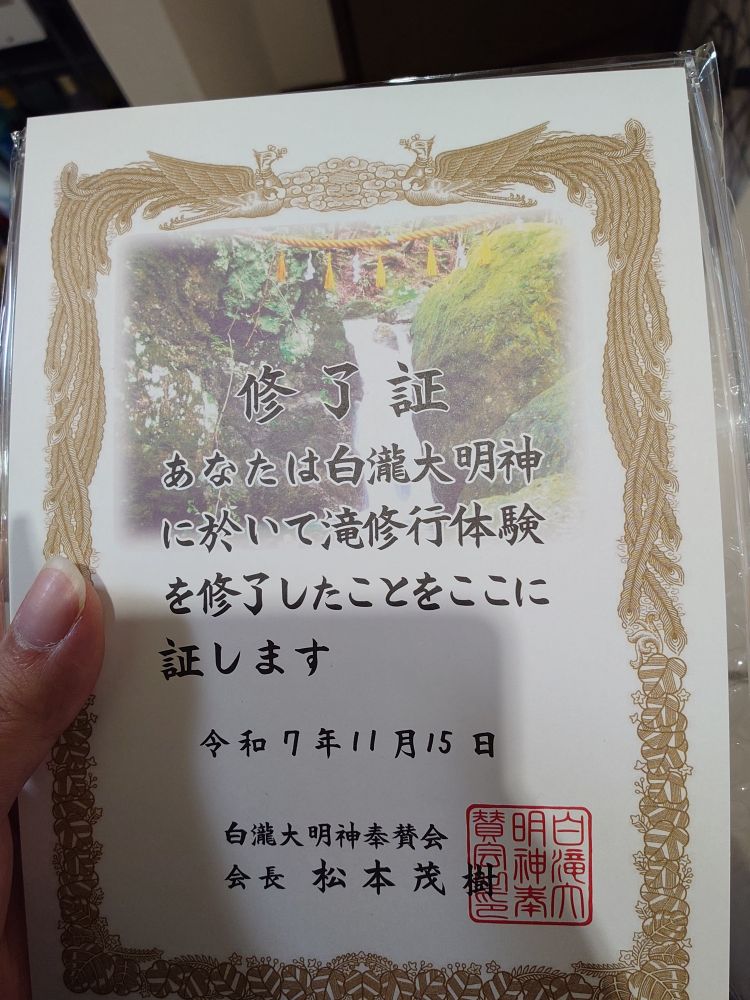 修了証
あなたは白瀧大明神
に於いて滝修行体験
を修了したことをここに
証します
令和7年11月15日
白瀧大明神奉賛会
会長 松本茂樹
白滝大
明神奉
賛会之印